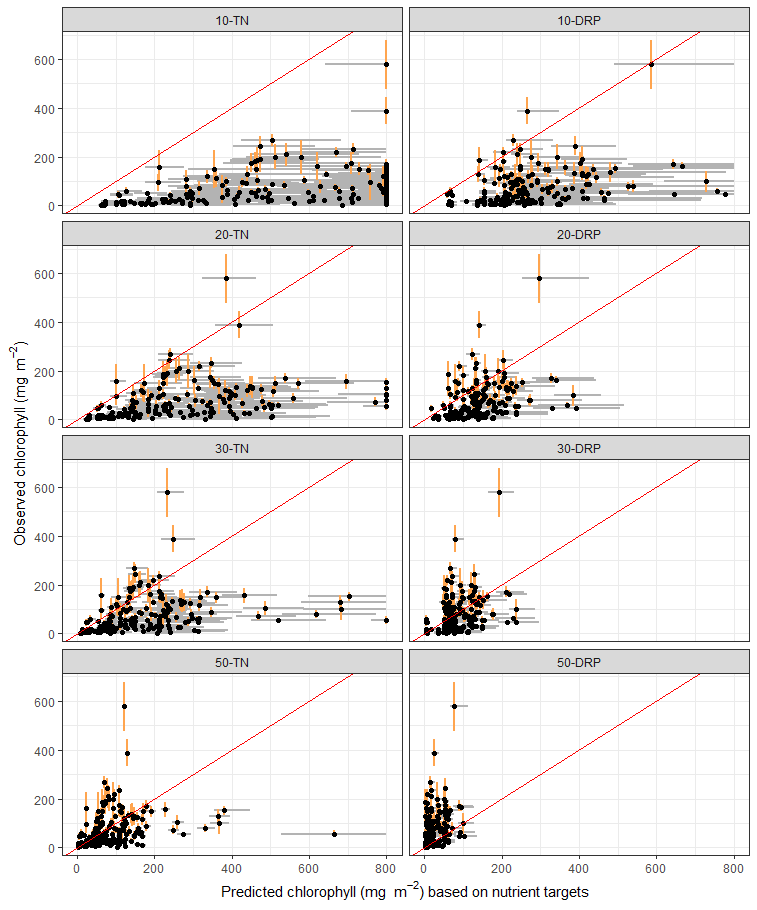 10-TN 10-DRP
600
400
200
0
20-TN 20-DRP
600
400
200
0
30-TN 30-DRP
600
400
200
0
50-TN 50-DRP
600
400
200
0
0 200 400 600 800 0 200 400 600 800
Observed chlorophyll (mg m⁻²)
Predicted chlorophyll (mg m⁻²) based on nutrient targets